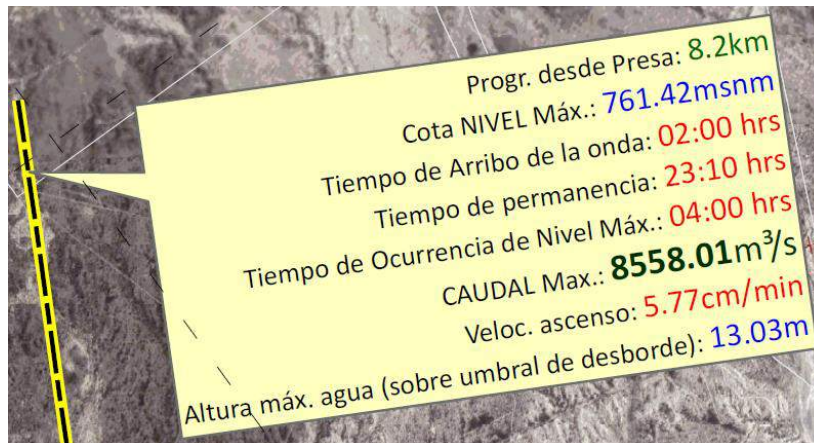 Progr. desde Presa: 8.2km
Cota NIVEL Máx.: 761.42msnm
Tiempo de Arribo de la onda: 02:00 hrs
Tiempo de permanencia: 23:10 hrs
Tiempo de Ocurrencia de Nivel Máx.: 04:00 hrs
CAUDAL Max.: 8558.01m³/s
Veloc. ascenso: 5.77cm/min
Altura máx. agua (sobre umbral de desborde): 13.03m